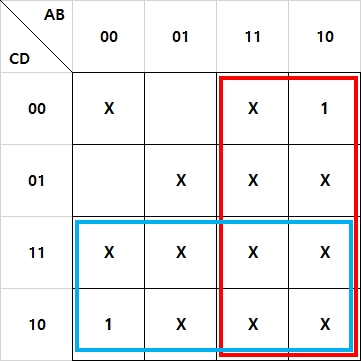 AB
00 01 11 10
CD
00 X X 1
01 X X X
11 X X X X
10 1 X X X